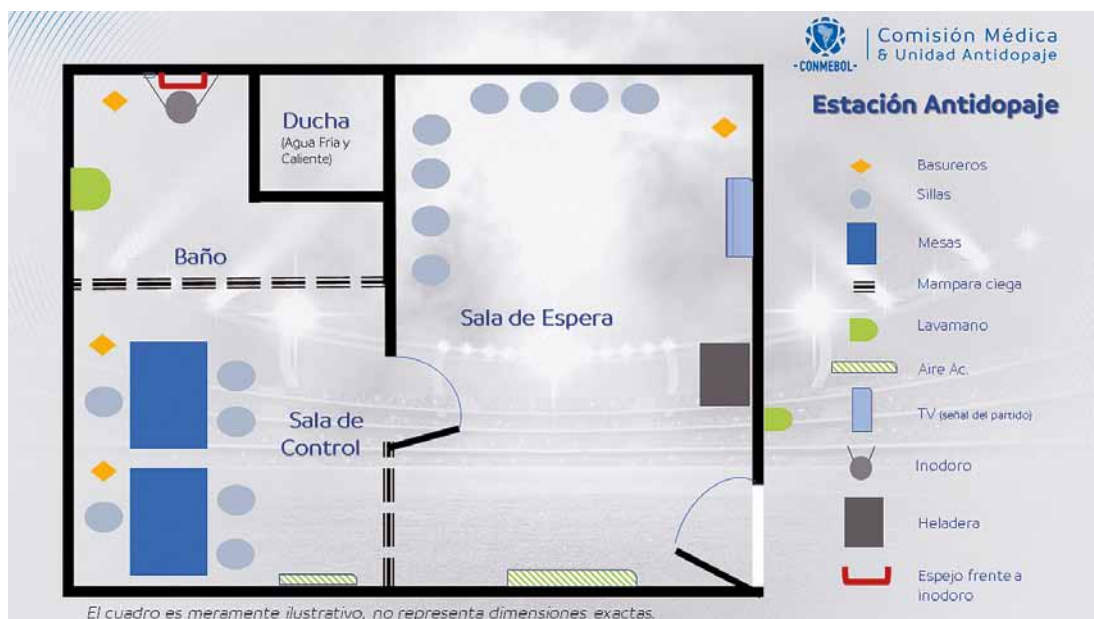 CONMEBOL
Comisión Médica
& Unidad Antidopaje
Estación Antidopaje
Ducha
(Agua Fría y
Caliente)
Baño
Sala de Espera
Sala de
Control
Basureros
Sillas
Mesas
Mampara ciega
Lavamano
Aire Ac.
TV (señal del partido)
Inodoro
Heladera
Espejo frente a
inodoro
El cuadro es meramente ilustrativo, no representa dimensiones exactas.